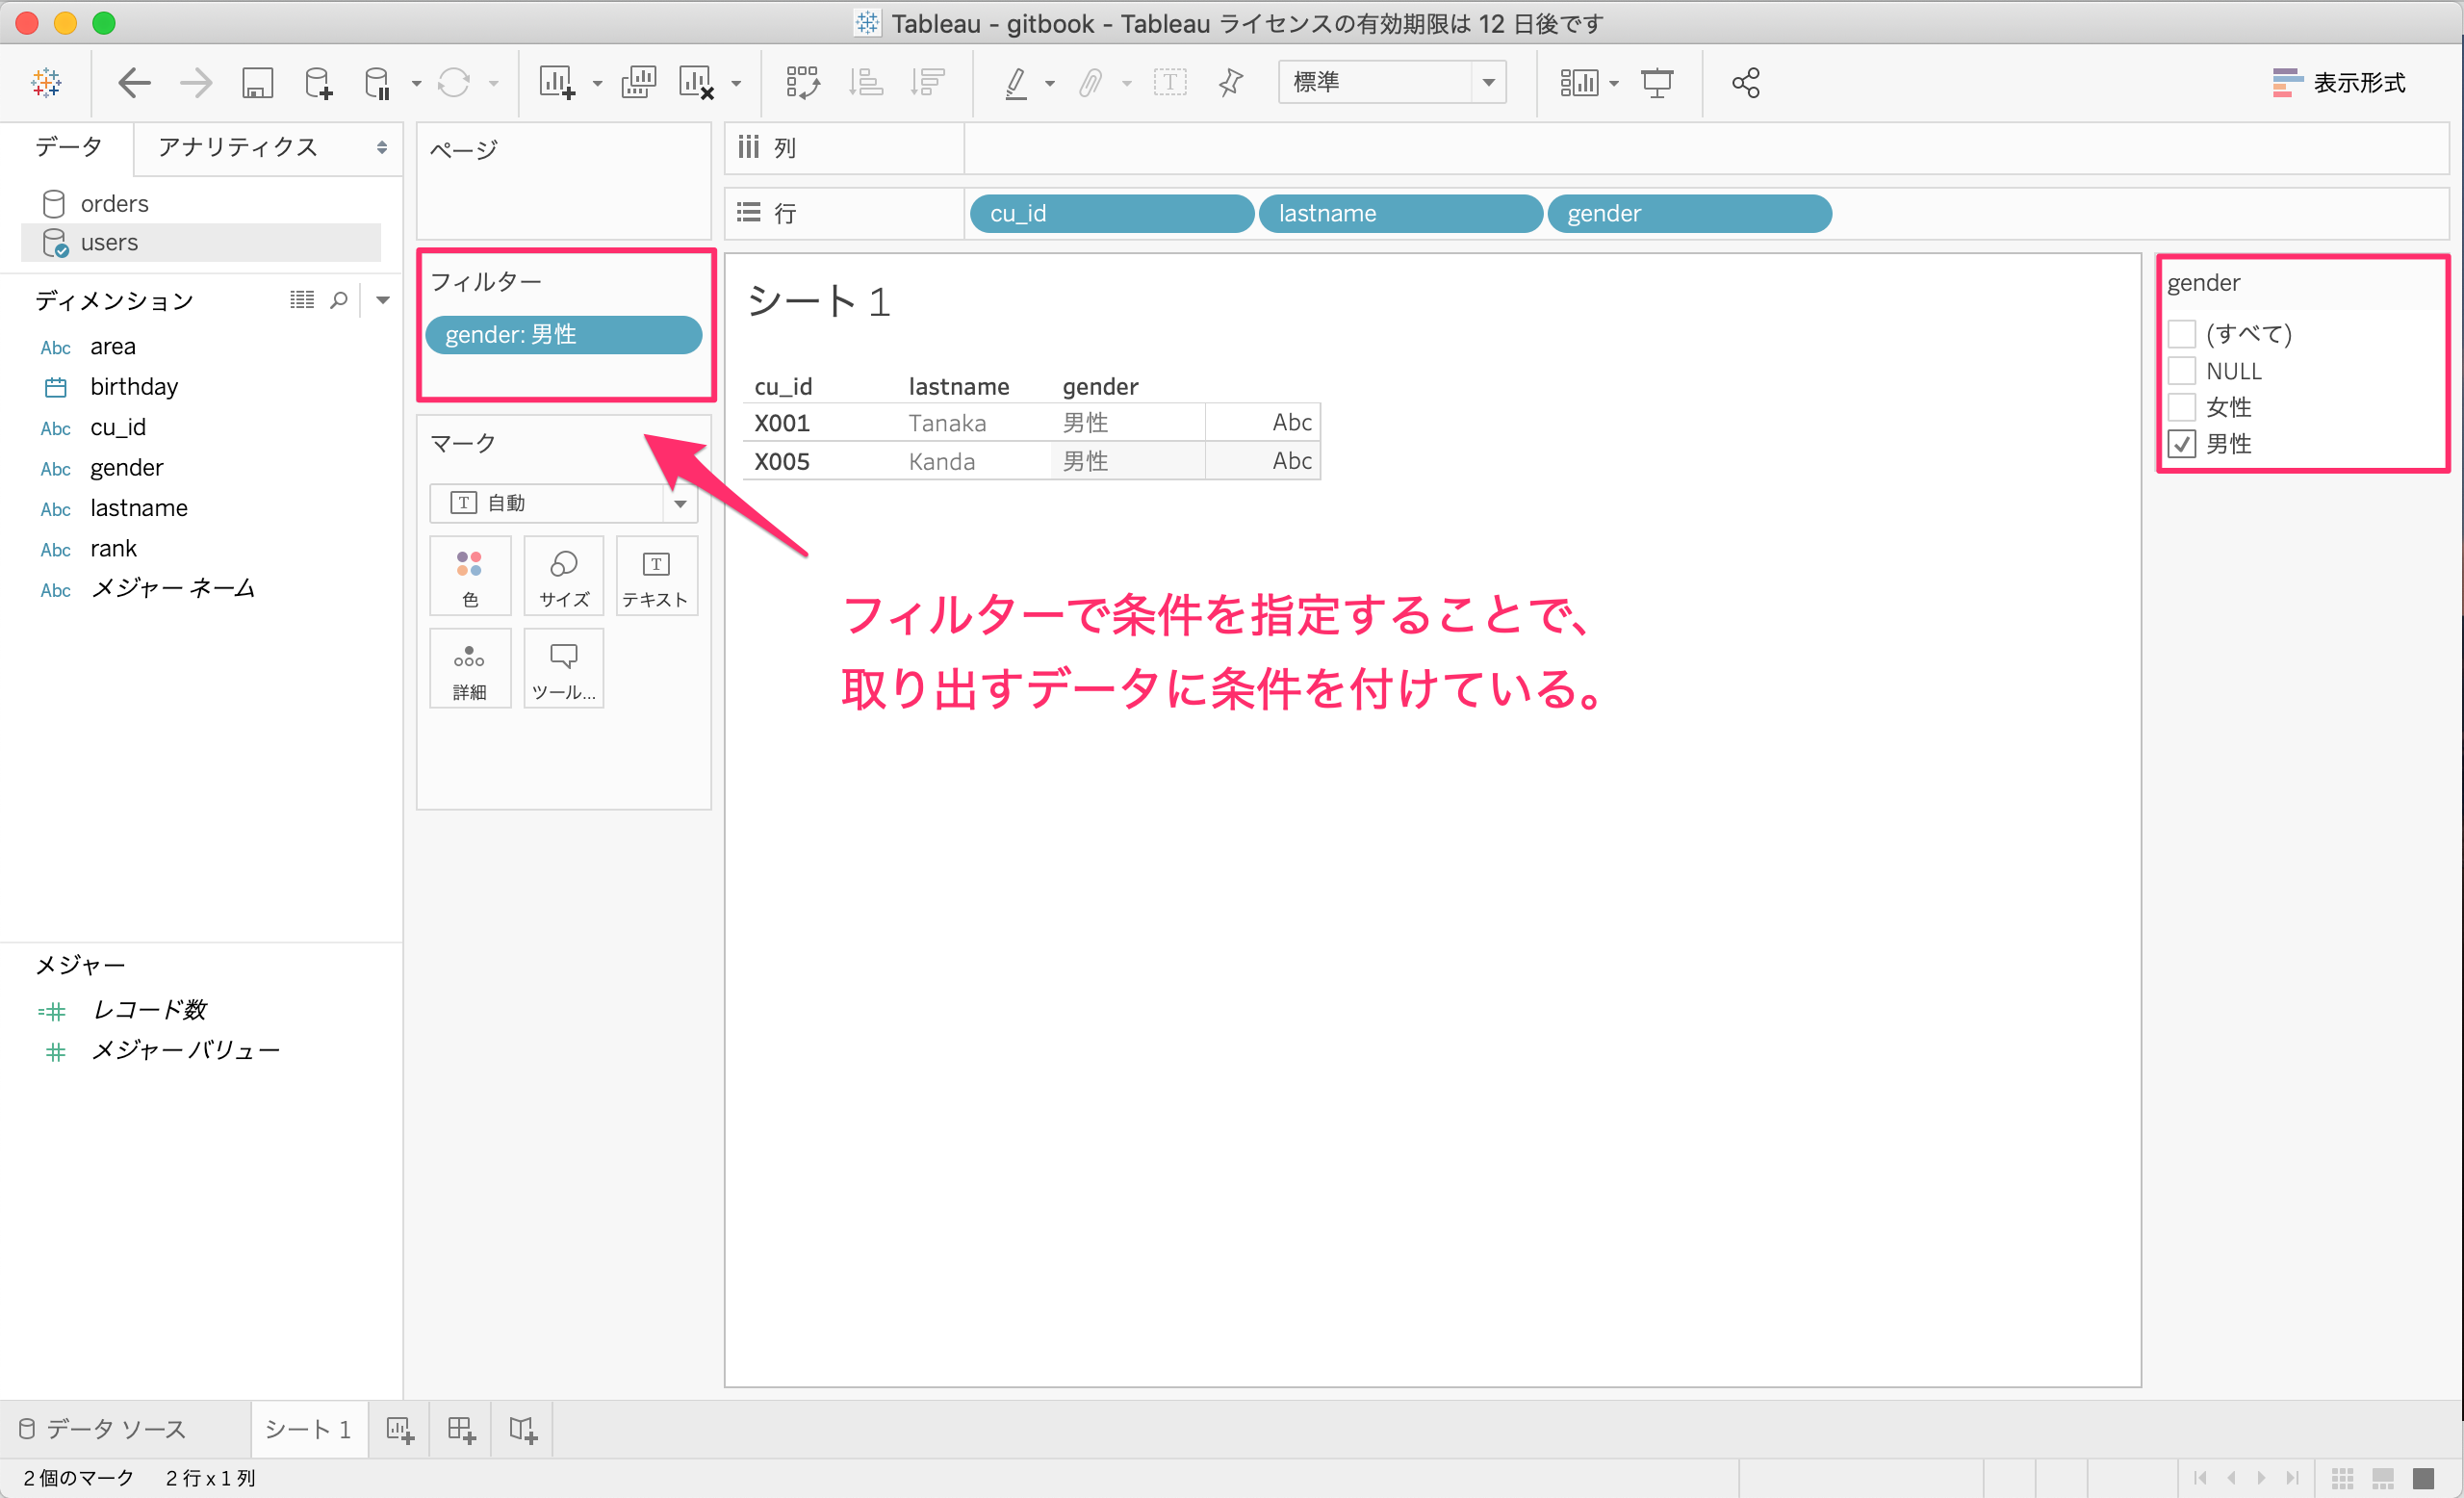 Tableau - gitbook - Tableau ライセンスの有効期限は 12 日後です
標準
表示形式
データ
アナリティクス
orders
users
ディメンション
Abc area
birthday
Abc cu_id
Abc gender
Abc lastname
Abc rank
Abc メジャー ネーム
メジャー
レコード数
メジャー バリュー
ページ
フィルター
gender: 男性
マーク
自動
色
サイズ
テキスト
詳細
ツール...
列
行
cu_id
lastname
gender
シート 1
cu_id lastname gender
X001 Tanaka 男性 Abc
X005 Kanda 男性 Abc
フィルターで条件を指定することで、
取り出すデータに条件を付けている。
gender
(すべて)
NULL
女性
男性
データ ソース
シート 1
2 個のマーク
2 行 x 1 列